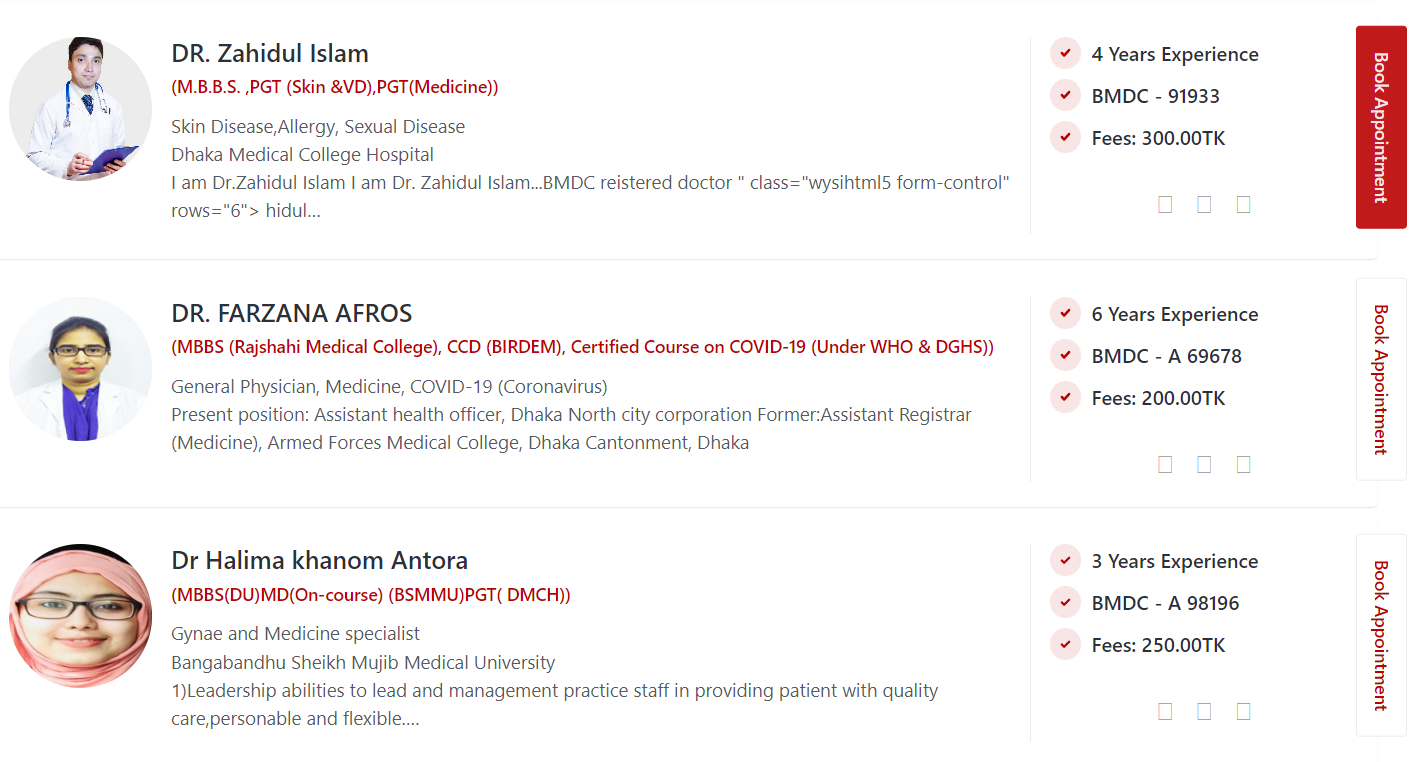 DR. Zahidul Islam
(M.B.B.S. ,PGT (Skin &VD),PGT(Medicine))
Skin Disease,Allergy, Sexual Disease
Dhaka Medical College Hospital
I am Dr.Zahidul Islam I am Dr. Zahidul Islam...BMDC reistered doctor " class="wysihtml5 form-control"
rows="6"> hidul...
4 Years Experience
BMDC - 91933
Fees: 300.00TK
Book Appointment
DR. FARZANA AFROS
(MBBS (Rajshahi Medical College), CCD (BIRDEM), Certified Course on COVID-19 (Under WHO & DGHS))
General Physician, Medicine, COVID-19 (Coronavirus)
Present position: Assistant health officer, Dhaka North city corporation Former:Assistant Registrar
(Medicine), Armed Forces Medical College, Dhaka Cantonment, Dhaka
6 Years Experience
BMDC - A 69678
Fees: 200.00TK
Book Appointment
Dr Halima khanom Antora
(MBBS(DU)MD(On-course) (BSMMU)PGT( DMCH))
Gynae and Medicine specialist
Bangabandhu Sheikh Mujib Medical University
1)Leadership abilities to lead and management practice staff in providing patient with quality
care,personable and flexible....
3 Years Experience
BMDC - A 98196
Fees: 250.00TK
Book Appointment